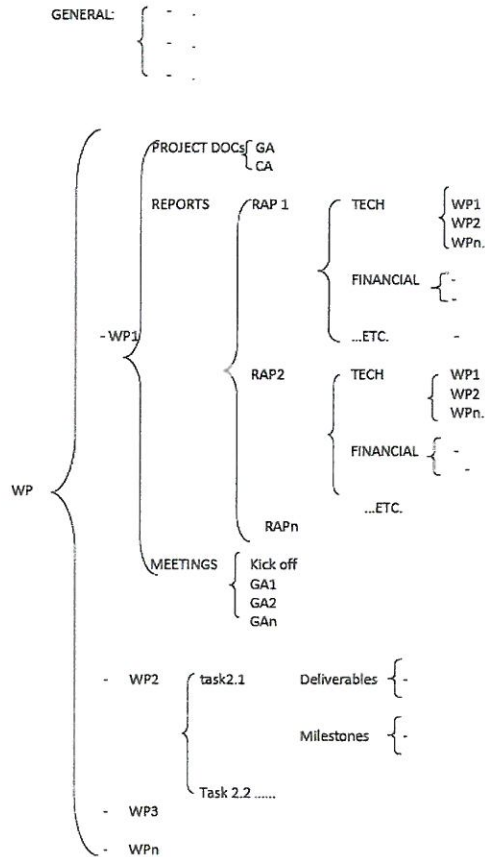 GENERAL: - .
- .
- .
PROJECT DOCs GA
CA
REPORTS RAP 1 TECH WP1
WP2
WPn.
FINANCIAL -
-
- WP1 ...ETC. -
RAP2 TECH WP1
WP2
WPn.
FINANCIAL -
-
WP ...ETC.
RAPn
MEETINGS Kick off
GA1
GA2
GAn
- WP2 task2.1 Deliverables -
Milestones -
Task 2.2 ......
- WP3
- WPn